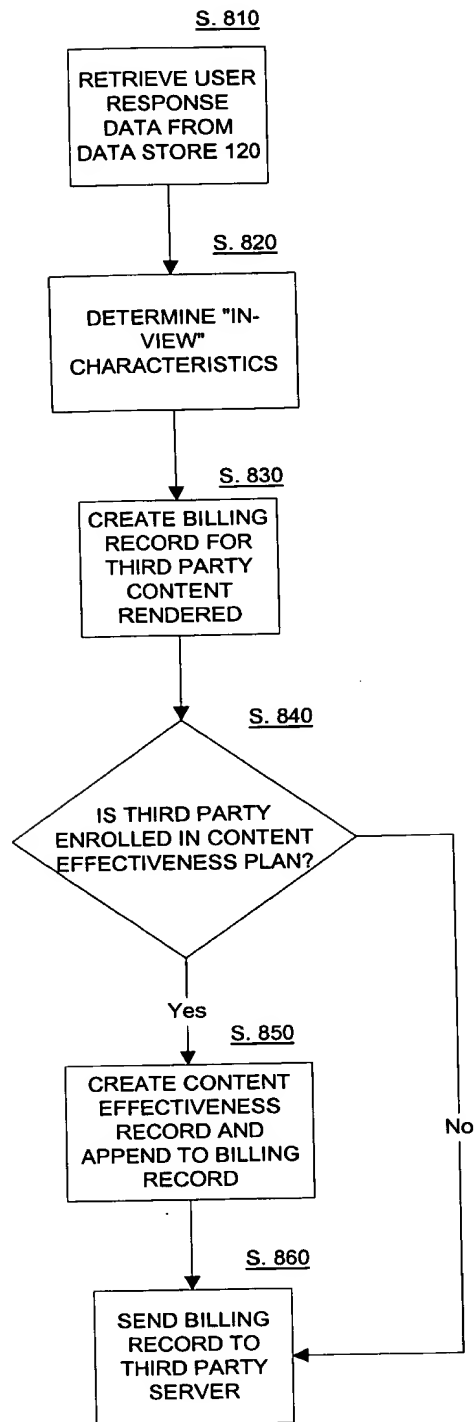 S. 810
RETRIEVE USER
RESPONSE
DATA FROM
DATA STORE 120
S. 820
DETERMINE "IN-
VIEW"
CHARACTERISTICS
S. 830
CREATE BILLING
RECORD FOR
THIRD PARTY
CONTENT
RENDERED
S. 840
IS THIRD PARTY
ENROLLED IN CONTENT
EFFECTIVENESS PLAN?
Yes
S. 850
CREATE CONTENT
EFFECTIVENESS
RECORD AND
APPEND TO BILLING
RECORD
No
S. 860
SEND BILLING
RECORD TO
THIRD PARTY
SERVER